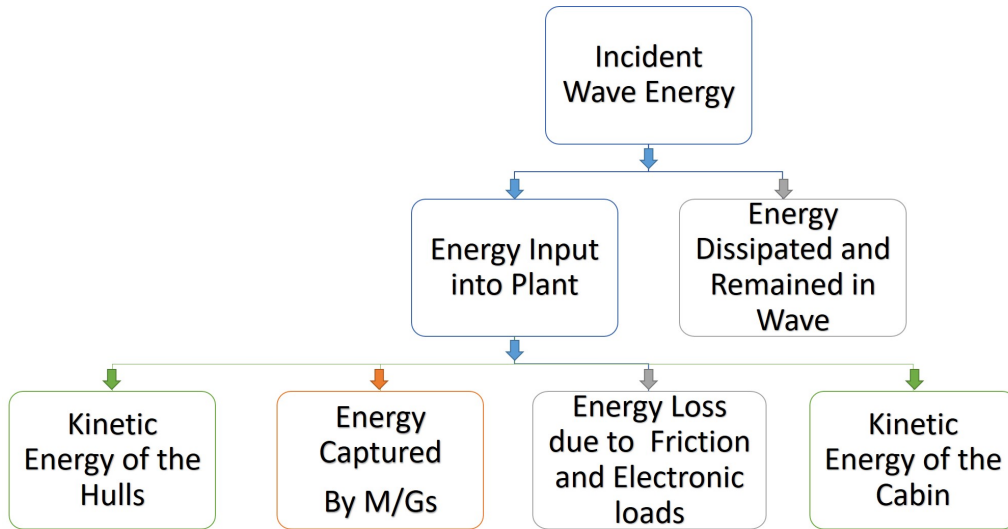 Incident
Wave Energy
Energy Input
into Plant
Energy
Dissipated and
Remained in
Wave
Kinetic
Energy of the
Hulls
Energy
Captured
By M/Gs
Energy Loss
due to Friction
and Electronic
loads
Kinetic
Energy of the
Cabin